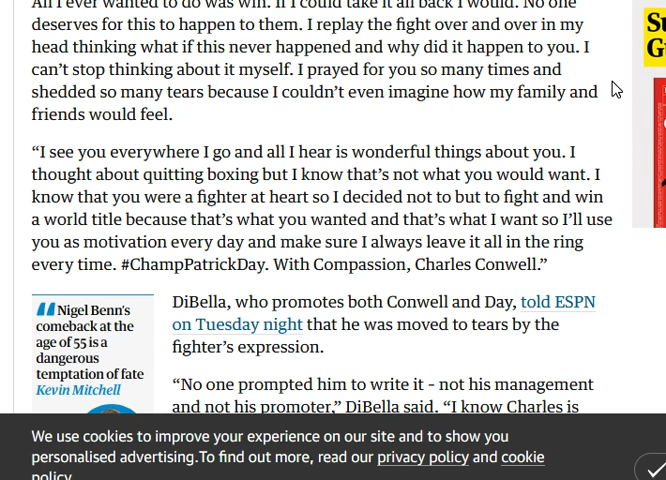 All I ever wanted to do was win. If I could take it all back I would. No one
deserves for this to happen to them. I replay the fight over and over in my
head thinking what if this never happened and why did it happen to you. I
can’t stop thinking about it myself. I prayed for you so many times and
shedded so many tears because I couldn’t even imagine how my family and
friends would feel.
“I see you everywhere I go and all I hear is wonderful things about you. I
thought about quitting boxing but I know that’s not what you would want. I
know that you were a fighter at heart so I decided not to but to fight and win
a world title because that’s what you wanted and that’s what I want so I’ll use
you as motivation every day and make sure I always leave it all in the ring
every time. #ChampPatrickDay. With Compassion, Charles Conwell.”
Nigel Benn’s
comeback at the
age of 55 is a
dangerous
temptation of fate
Kevin Mitchell
DiBella, who promotes both Conwell and Day, told ESPN
on Tuesday night that he was moved to tears by the
fighter’s expression.
“No one prompted him to write it – not his management
and not his promoter,” DiBella said. “I know Charles is
We use cookies to improve your experience on our site and to show you
personalised advertising.To find out more, read our privacy policy and cookie
policy